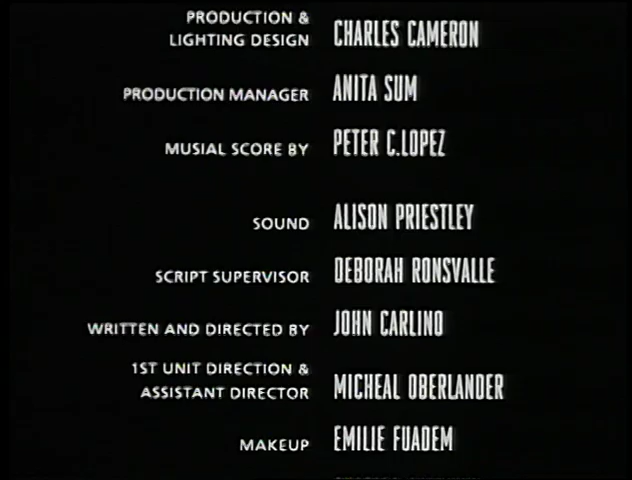 PRODUCTION &
LIGHTING DESIGN CHARLES CAMERON
PRODUCTION MANAGER ANITA SUM
MUSIAL SCORE BY PETER C.LOPEZ
SOUND ALISON PRIESTLEY
SCRIPT SUPERVISOR DEBORAH RONSVALLE
WRITTEN AND DIRECTED BY JOHN CARLINO
1ST UNIT DIRECTION &
ASSISTANT DIRECTOR MICHEAL OBERLANDER
MAKEUP EMILIE FUADEM